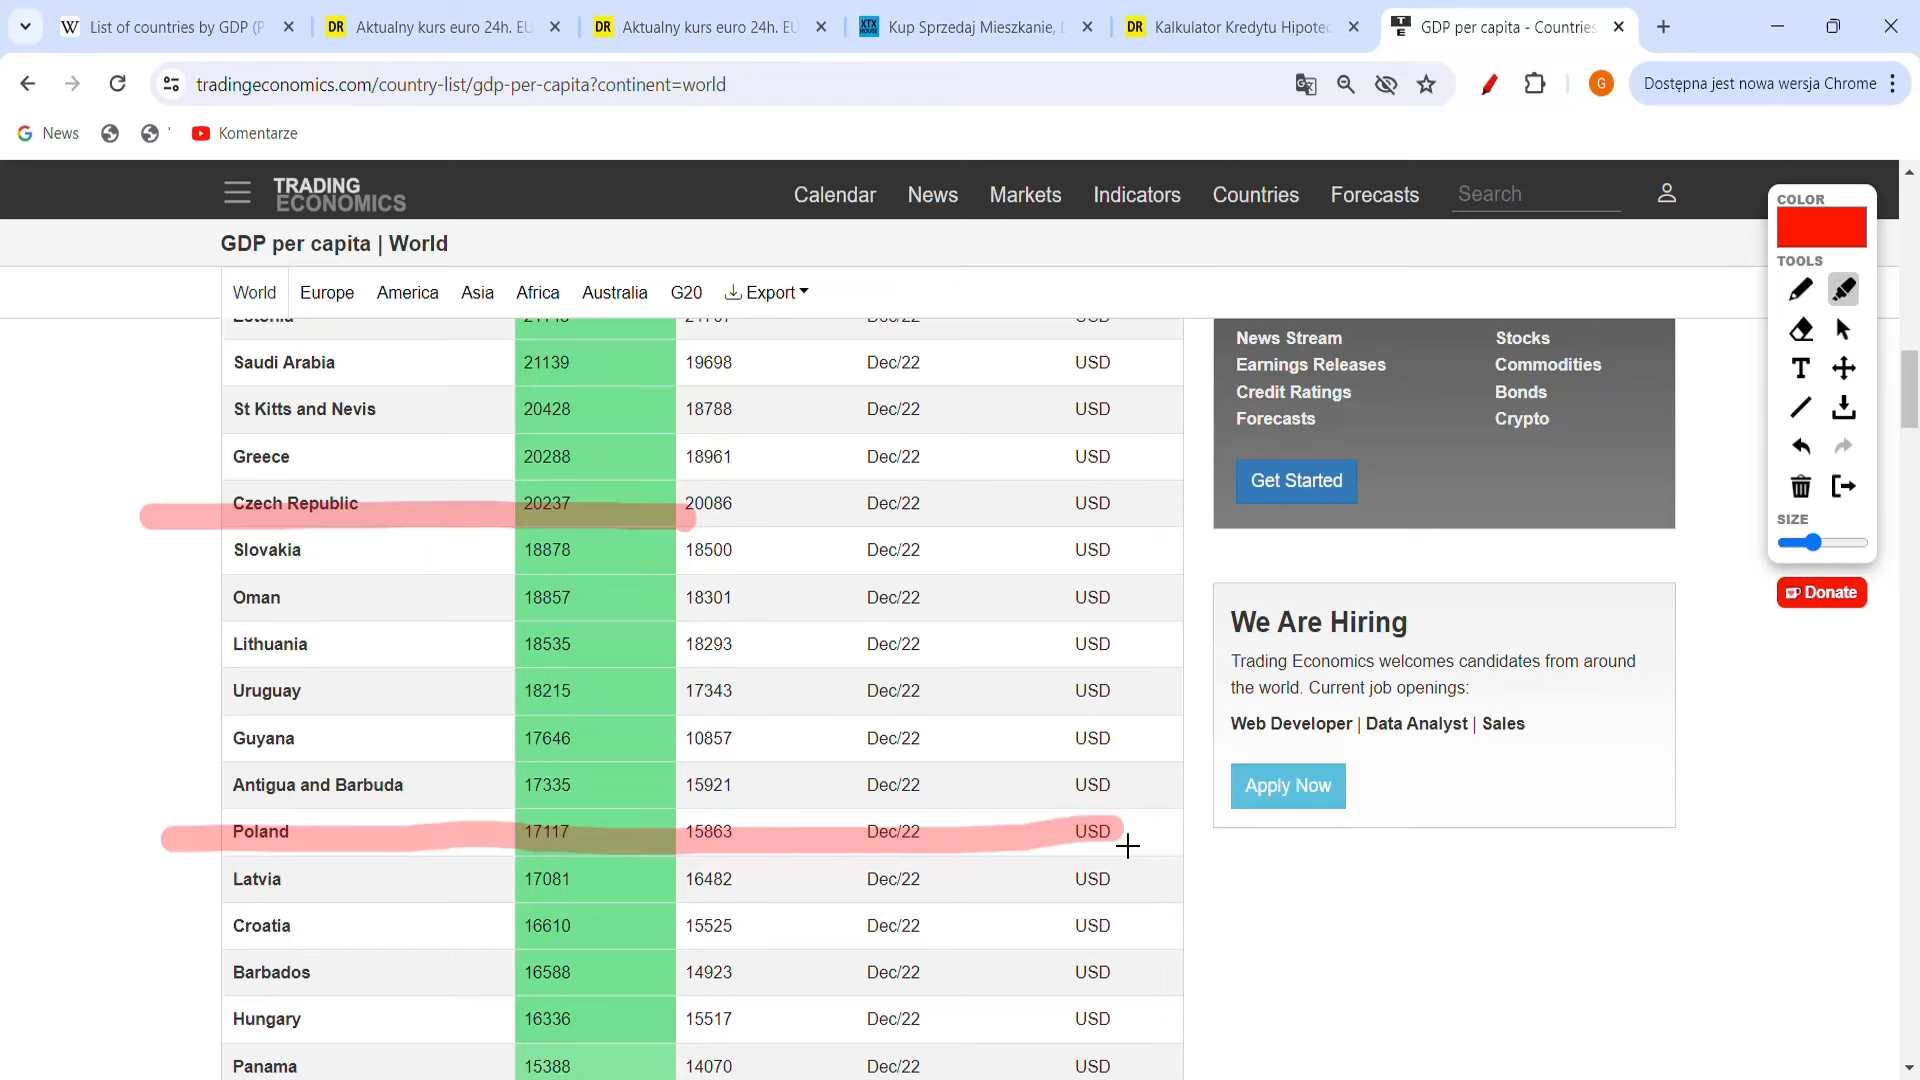 List of countries by GDP (P
Aktualny kurs euro 24h. EU
Aktualny kurs euro 24h. EU
Kup Sprzedaj Mieszkanie, D
Kalkulator Kredytu Hipotec
GDP per capita - Countries
tradingeconomics.com/country-list/gdp-per-capita?continent=world
G
Dostępna jest nowa wersja Chrome
News
Komentarze
TRADING
ECONOMICS
Calendar News Markets Indicators Countries Forecasts Search
GDP per capita | World
World Europe America Asia Africa Australia G20 Export
Saudi Arabia 21139 19698 Dec/22 USD
St Kitts and Nevis 20428 18788 Dec/22 USD
Greece 20288 18961 Dec/22 USD
Czech Republic 20237 20086 Dec/22 USD
Slovakia 18878 18500 Dec/22 USD
Oman 18857 18301 Dec/22 USD
Lithuania 18535 18293 Dec/22 USD
Uruguay 18215 17343 Dec/22 USD
Guyana 17646 10857 Dec/22 USD
Antigua and Barbuda 17335 15921 Dec/22 USD
Poland 17117 15863 Dec/22 USD
Latvia 17081 16482 Dec/22 USD
Croatia 16610 15525 Dec/22 USD
Barbados 16588 14923 Dec/22 USD
Hungary 16336 15517 Dec/22 USD
Panama 15388 14070 Dec/22 USD
News Stream Stocks
Earnings Releases Commodities
Credit Ratings Bonds
Forecasts Crypto
Get Started
We Are Hiring
Trading Economics welcomes candidates from around
the world. Current job openings:
Web Developer | Data Analyst | Sales
Apply Now
COLOR
TOOLS
SIZE
Donate